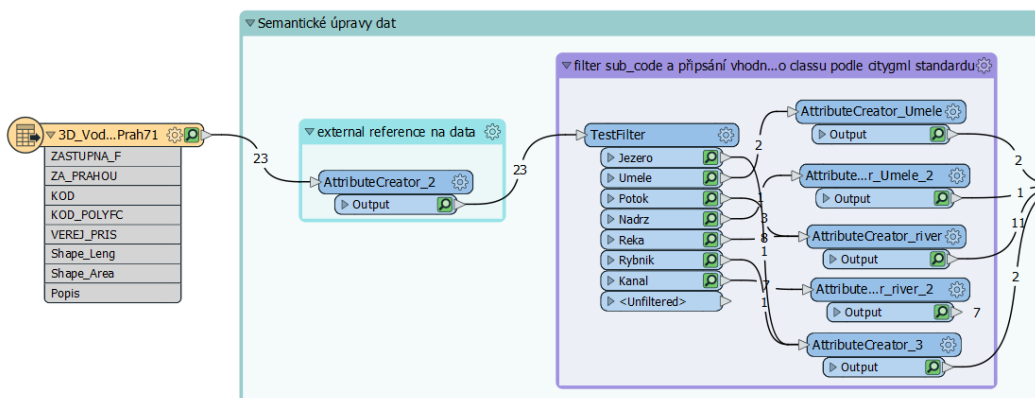 Semantické úpravy dat
filter sub_code a připsání vhodn...o classu podle citygml standardu
3D_Vod...Prah71
ZASTUPNA_F
ZA_PRAHOU
KOD
KOD_POLYFC
VEREJ_PRIS
Shape_Leng
Shape_Area
Popis
23
external reference na data
AttributeCreator_2
Output
23
TestFilter
Jezero
Umele
Potok
Nadrz
Reka
Rybnik
Kanal
<Unfiltered>
2
1
3
8
1
7
1
AttributeCreator_Umele
Output
Attribute...r_Umele_2
Output
AttributeCreator_river
Output
Attribute...r_river_2
Output
7
AttributeCreator_3
Output
2
1
11
2